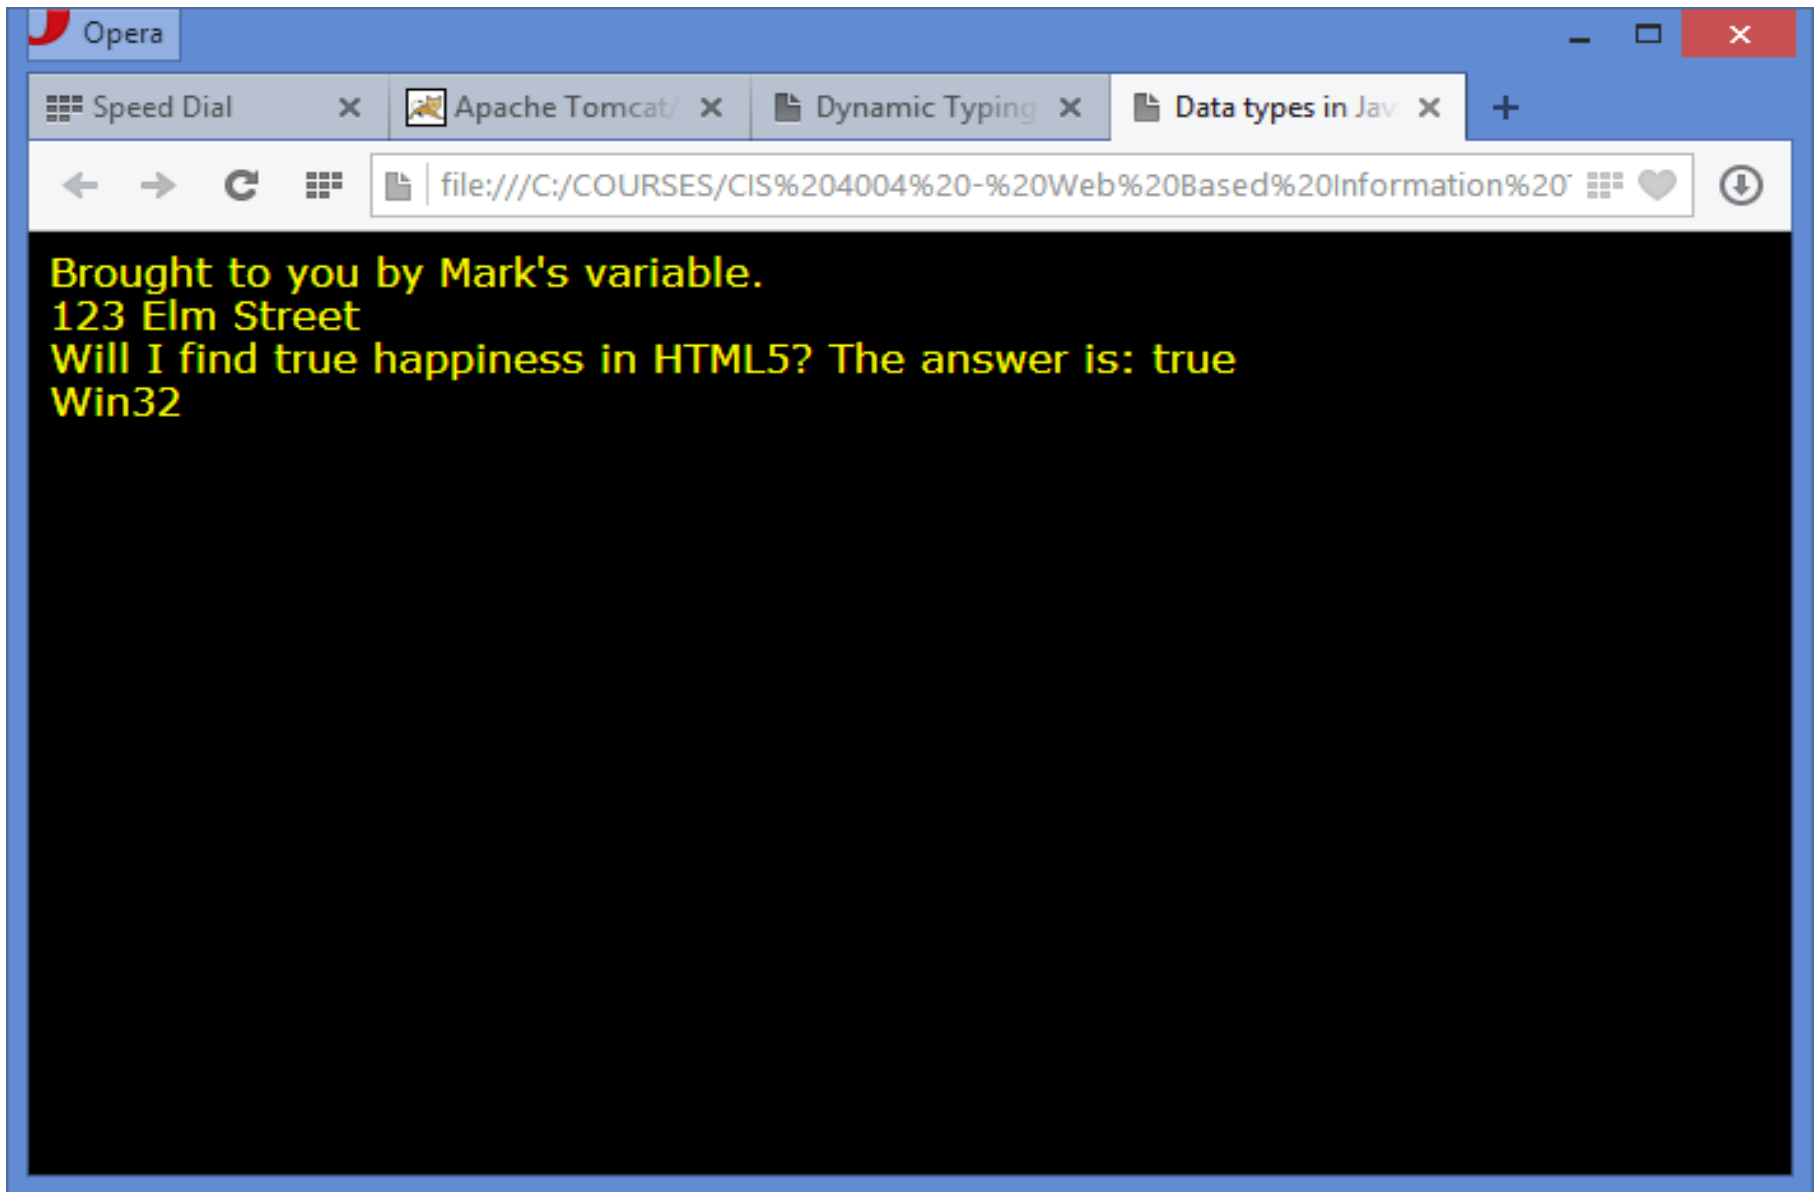 Opera
Speed Dial
Apache Tomcat/
Dynamic Typing
Data types in Jav
file:///C:/COURSES/CIS%204004%20-%20Web%20Based%20Information%20
Brought to you by Mark's variable.
123 Elm Street
Will I find true happiness in HTML5? The answer is: true
Win32